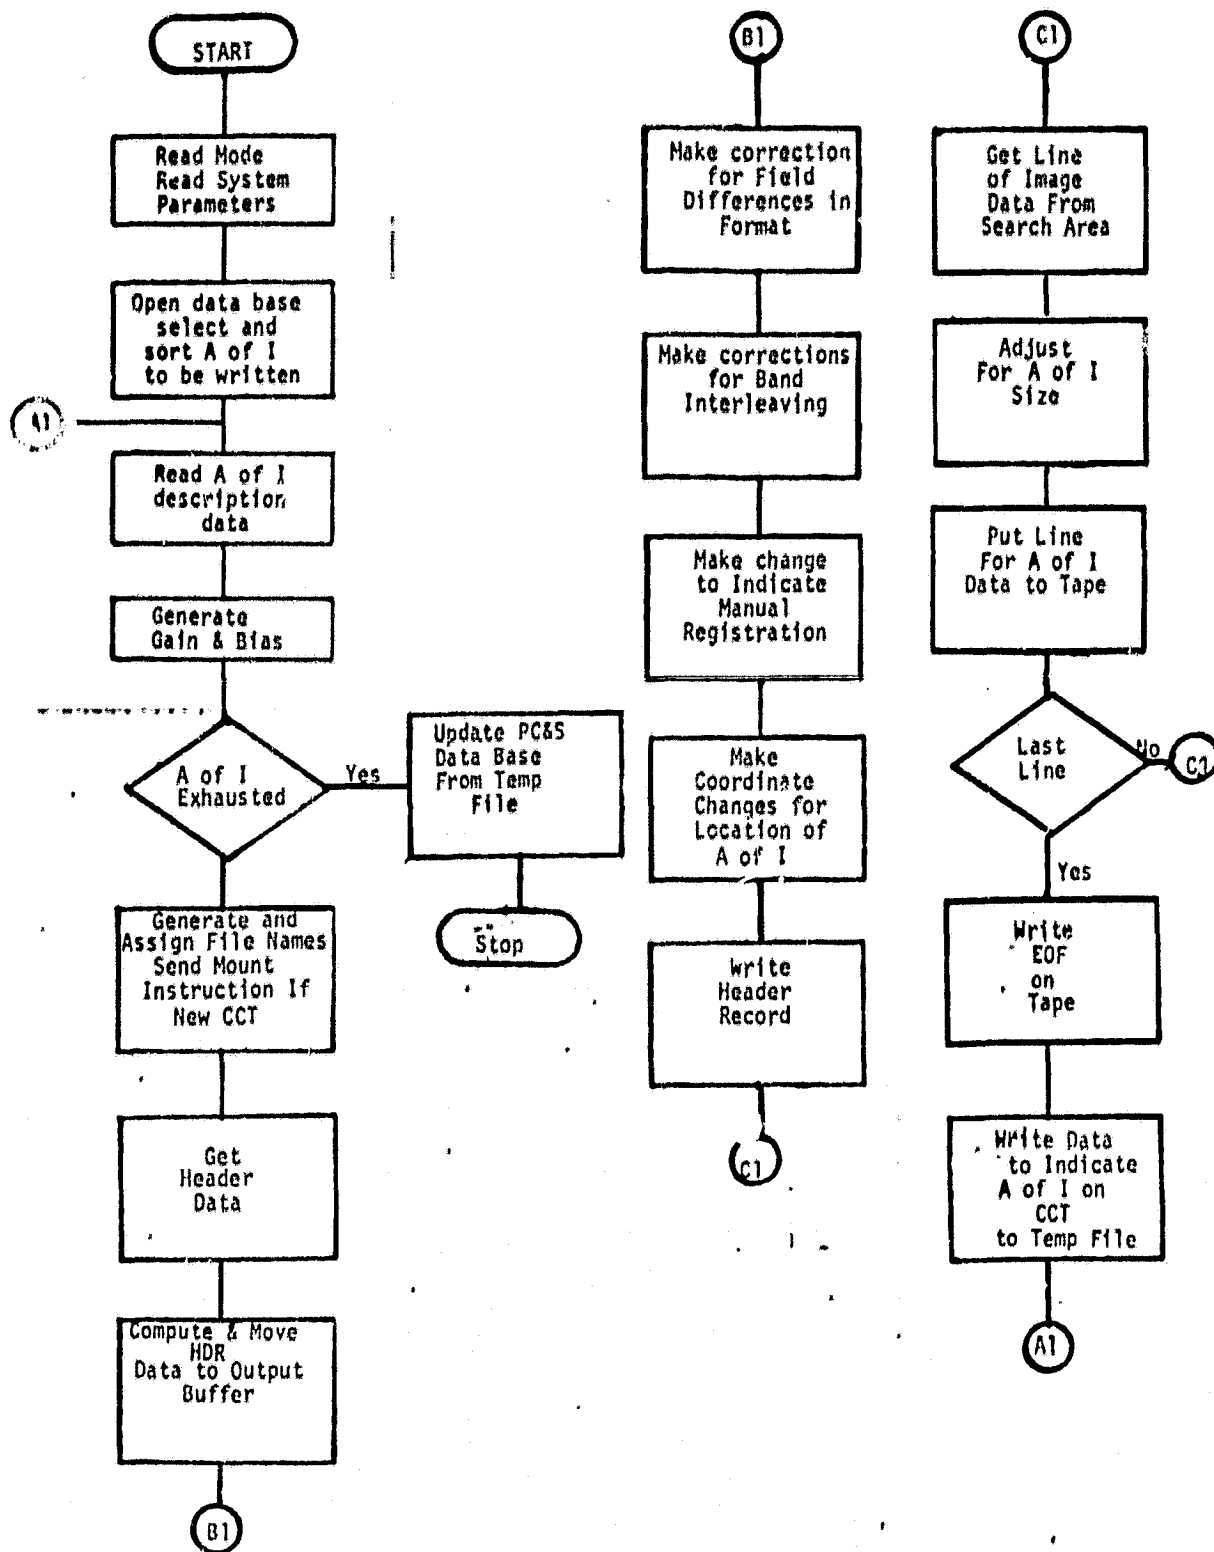 START
Read Mode
Read System
Parameters
Open data base
select and
sort A of I
to be written
A1
Read A of I
description
data
Generate
Gain & Bias
A of I
Exhausted
Yes
Update PC&S
Data Base
From Temp
File
Stop
Generate and
Assign File Names
Send Mount
Instruction If
New CCT
Get
Header
Data
Compute & Move
HDR
Data to Output
Buffer
B1
B1
Make correction
for Field
Differences in
Format
Make corrections
for Band
Interleaving
Make change
to Indicate
Manual
Registration
Make
Coordinate
Changes for
Location of
A of I
Write
Header
Record
C1
C1
Get Line
of Image
Data From
Search Area
Adjust
For A of I
Size
Put Line
For A of I
Data to Tape
Last
Line
No
C1
Yes
Write
EOF
on
Tape
Write Data
to Indicate
A of I on
CCT
to Temp File
A1